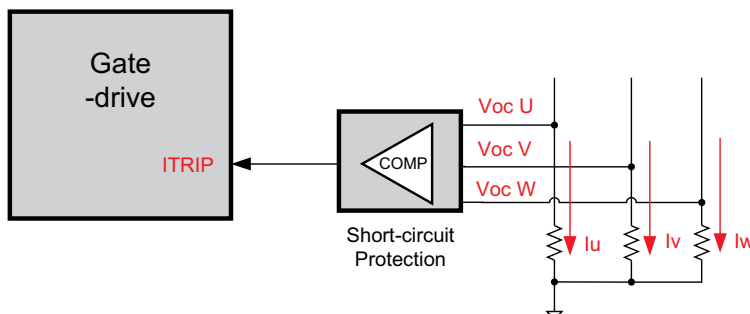 Gate
-drive
ITRIP
COMP
Short-circuit
Protection
Voc U
Voc V
Voc W
Iu
Iv
Iw